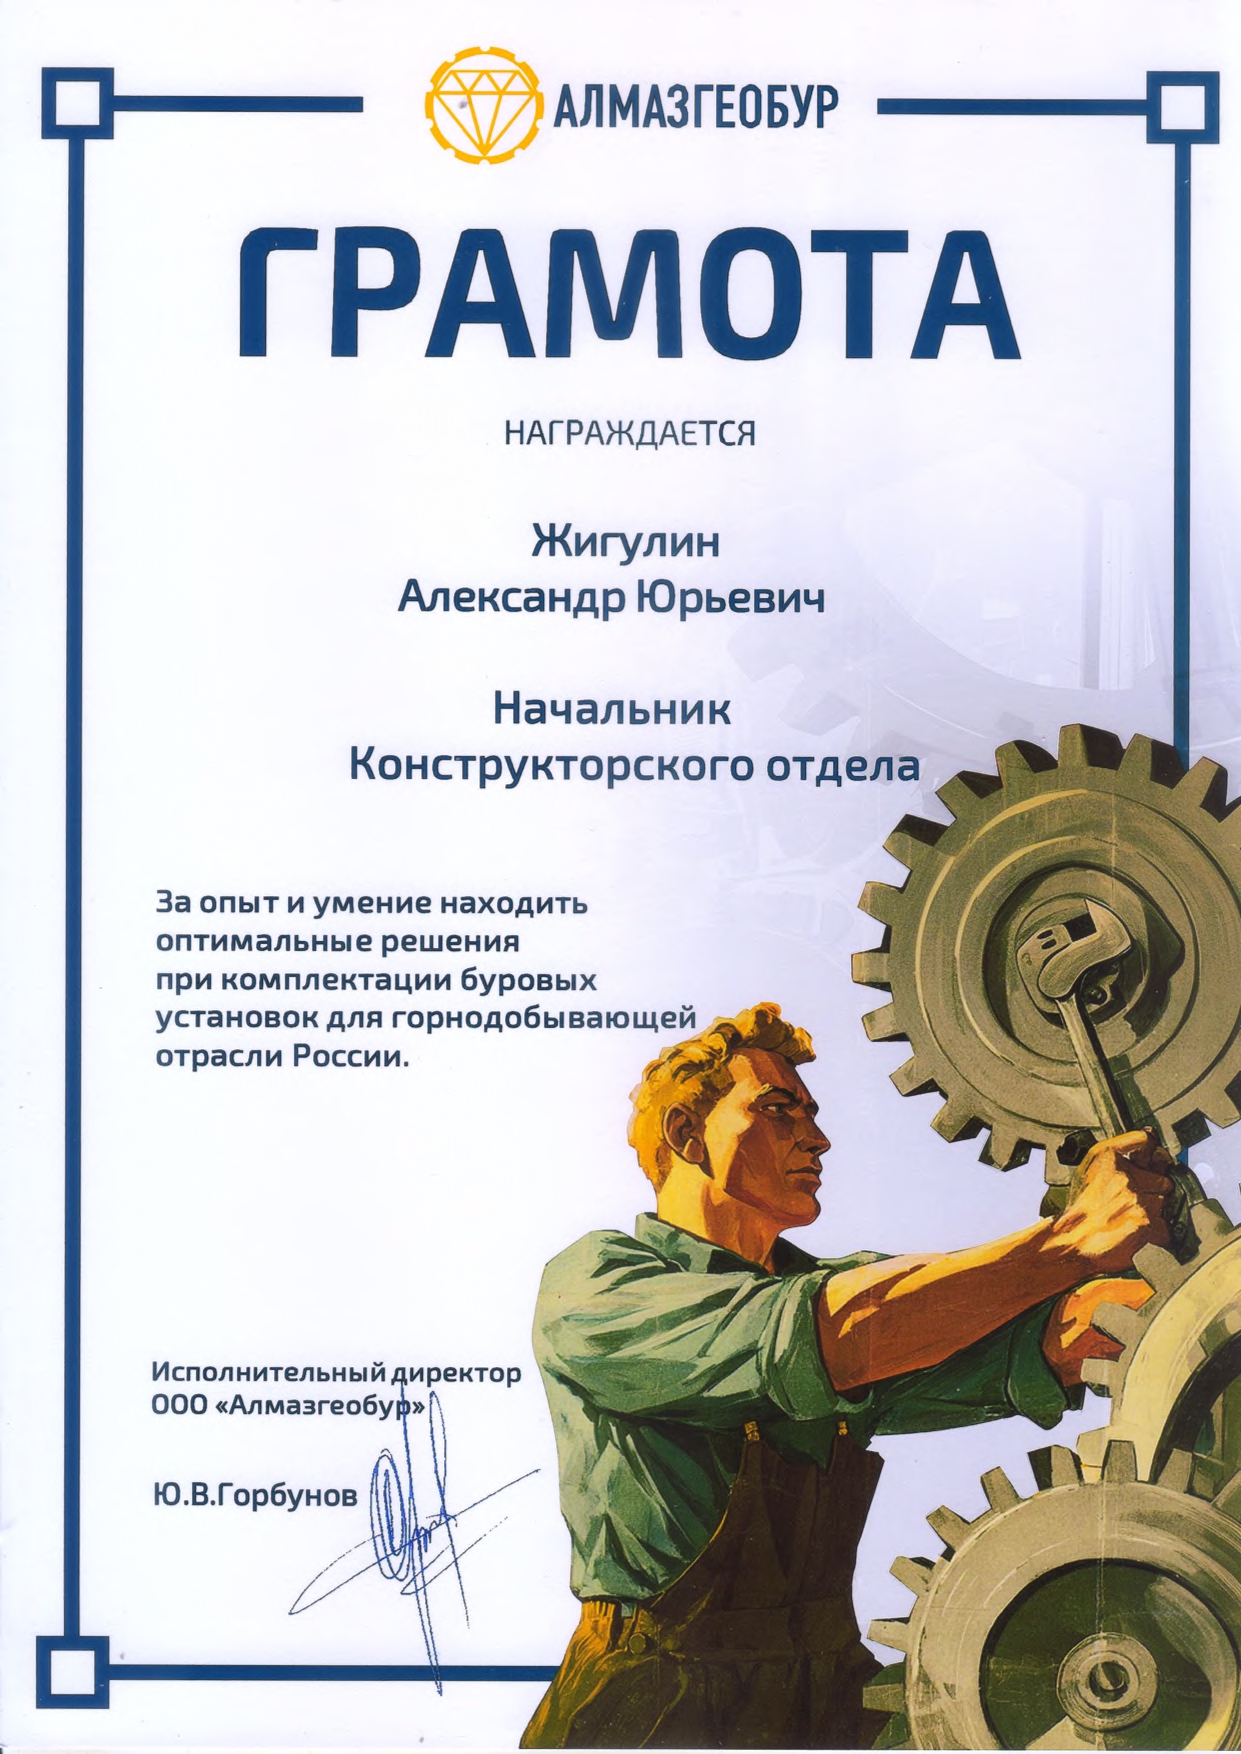 АЛМАЗГЕОБУР
ГРАМОТА
НАГРАЖДАЕТСЯ
Жигулин
Александр Юрьевич
Начальник
Конструкторского отдела
За опыт и умение находить
оптимальные решения
при комплектации буровых
установок для горнодобывающей
отрасли России.
Исполнительный директор
ООО «Алмазгеобур»
Ю.В.Горбунов